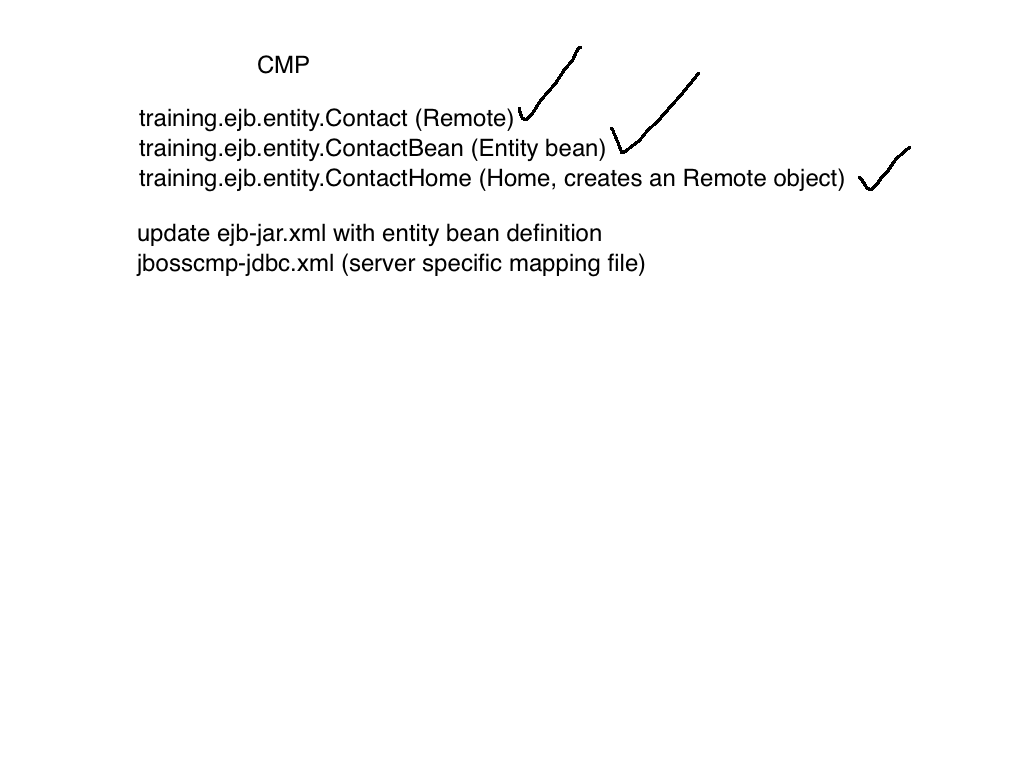 CMP
training.ejb.entity.Contact (Remote)
training.ejb.entity.ContactBean (Entity bean)
training.ejb.entity.ContactHome (Home, creates an Remote object)
update ejb-jar.xml with entity bean definition
jbosscmp-jdbc.xml (server specific mapping file)